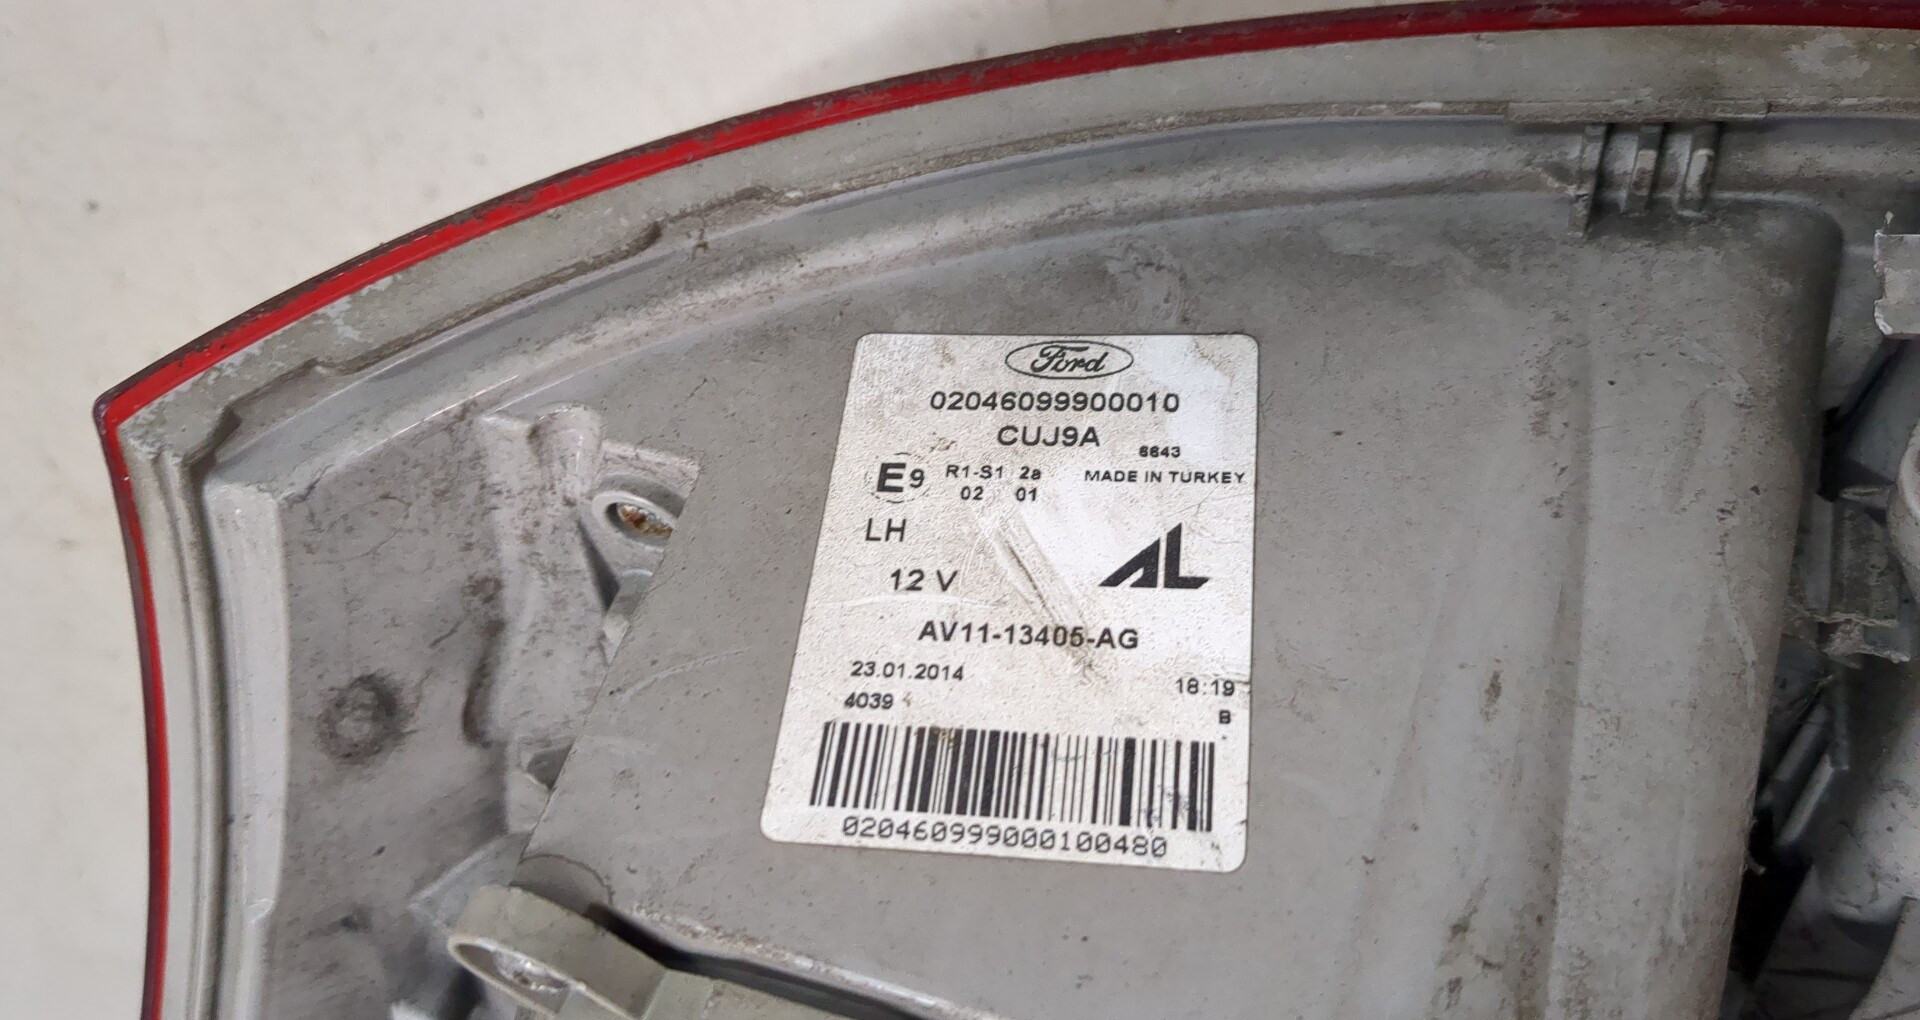 Ford
02046099900010
CUJ9A
6643
E9 R1-S1 2a MADE IN TURKEY
02 01
LH
12 V
AL
AV11-13405-AG
23.01.2014 18:19
4039 B
020460999000100480